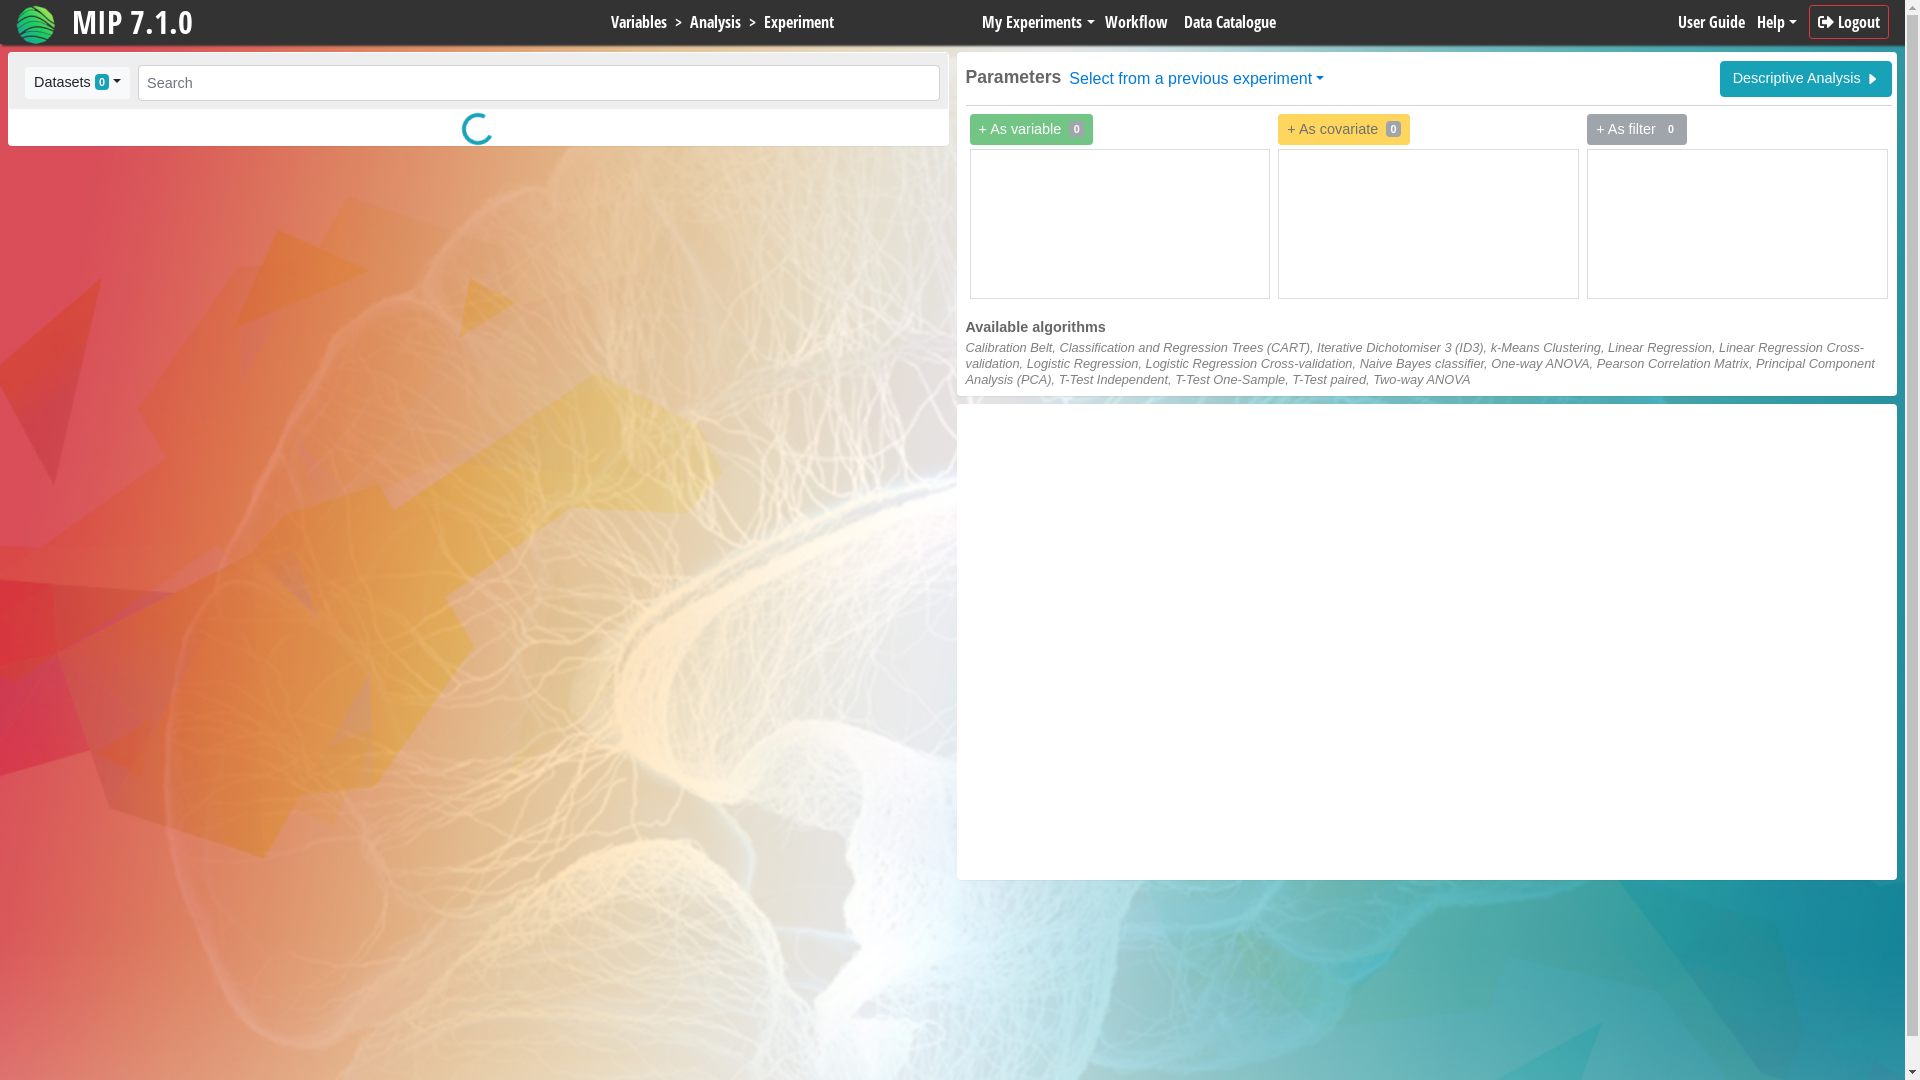 MIP 7.1.0
Variables > Analysis > Experiment
My Experiments Workflow Data Catalogue
User Guide Help Logout
Datasets 0
Search
Parameters Select from a previous experiment
Descriptive Analysis
+ As variable 0
+ As covariate 0
+ As filter 0
Available algorithms
Calibration Belt, Classification and Regression Trees (CART), Iterative Dichotomiser 3 (ID3), k-Means Clustering, Linear Regression, Linear Regression Cross-
validation, Logistic Regression, Logistic Regression Cross-validation, Naive Bayes classifier, One-way ANOVA, Pearson Correlation Matrix, Principal Component
Analysis (PCA), T-Test Independent, T-Test One-Sample, T-Test paired, Two-way ANOVA